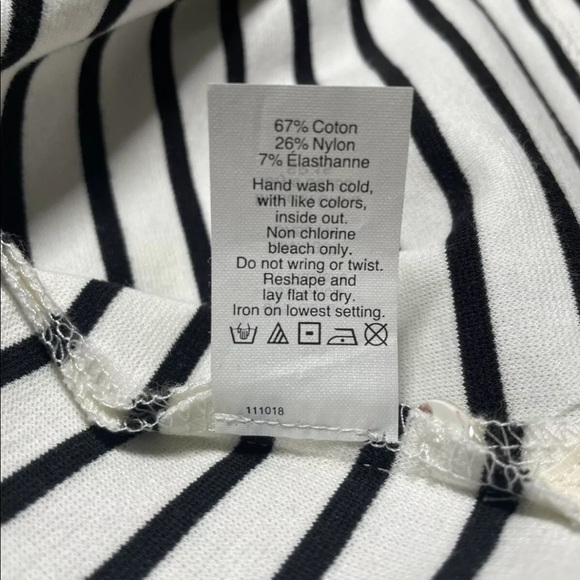 67% Coton
26% Nylon
7% Élasthanne
Hand wash cold,
with like colors,
inside out.
Non chlorine
bleach only.
Do not wring or twist.
Reshape and
lay flat to dry.
Iron on lowest setting.
111018